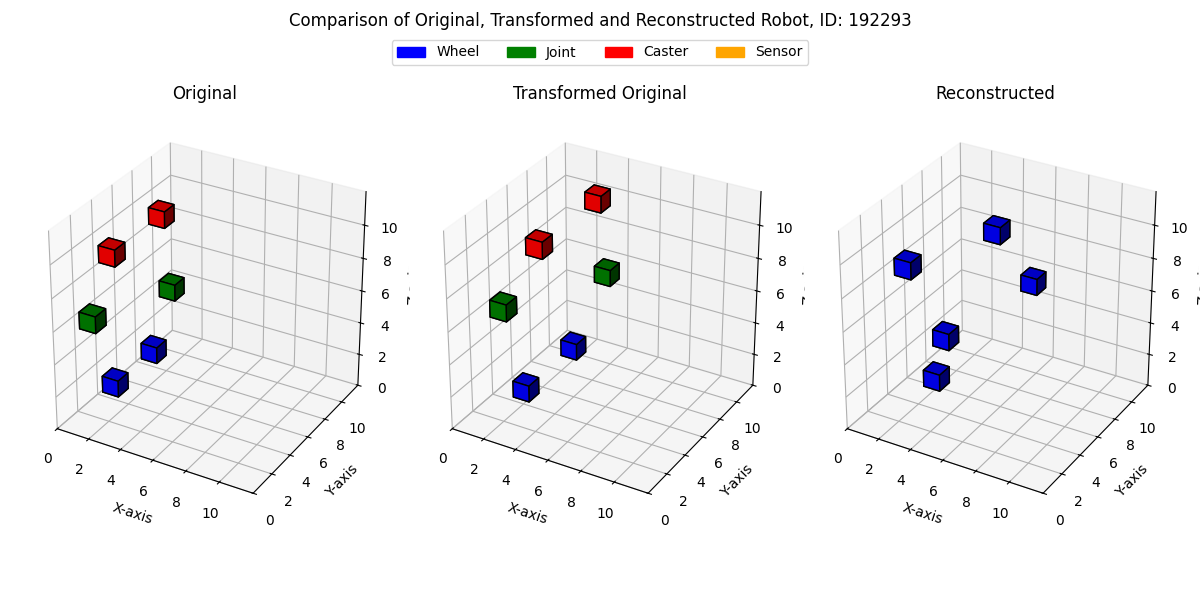 Comparison of Original, Transformed and Reconstructed Robot, ID: 192293
Wheel Joint Caster Sensor
Original Transformed Original Reconstructed
10 10 10
8 8 8
6 6 6
4 4 4
2 2 2
0 0 0
0 2 4 6 8 10 0 2 4 6 8 10 0 2 4 6 8 10
0 2 4 6 8 10 0 2 4 6 8 10 0 2 4 6 8 10
X-axis Y-axis X-axis Y-axis X-axis Y-axis